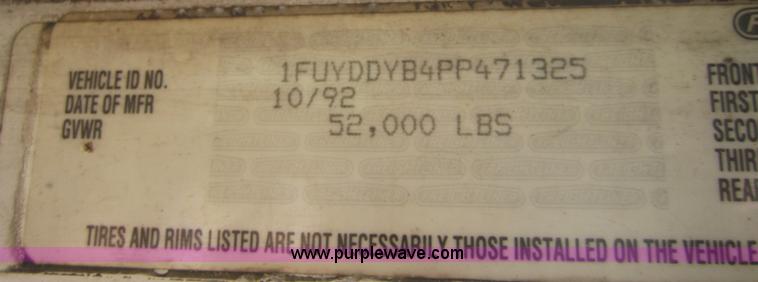 VEHICLE ID NO. 1FUYDDYB4PP471325 FRONT
DATE OF MFR 10/92 FIRST
GVWR 52,000 LBS SECO
THIR
REA
TIRES AND RIMS LISTED ARE NOT NECESSARILY THOSE INSTALLED ON THE VEHICLE
www.purplewave.com